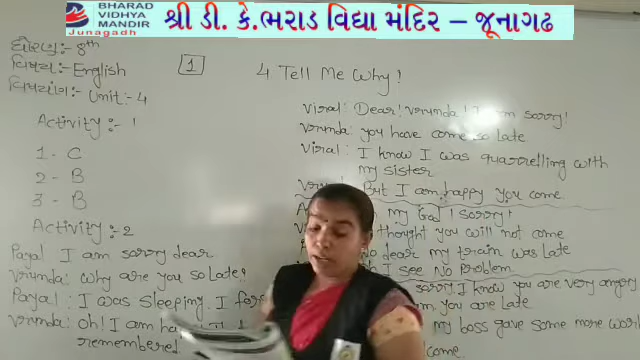 BHARAD
VIDHYA
MANDIR
Junagadh
શ્રી ડી. કે.ભરાડ વિદ્યા મંદિર – જૂનાગઢ
ધોરણ:- 8th
વિષય:- English
વિષયાંગ:- Unit:- 4
1
4 Tell Me Why?
Activity:- 1
1 - C
2 - B
3 - B
Activity:-2
Payal I am sorry dear
Vrunda: why are you so late?
Payal: I was sleeping. I
Vrunda: Oh! I am
remembered
Viral: Dear! Vrunda! I am sorry!
Vrunda: you have come so late
Viral: I know I was quarrelling with
my sister
But I am happy you come
my God! sorry!
thought you will not come
No dear my train was late
I see No problem
sorry I know you are very angry
you are late
my boss gave some more work
come